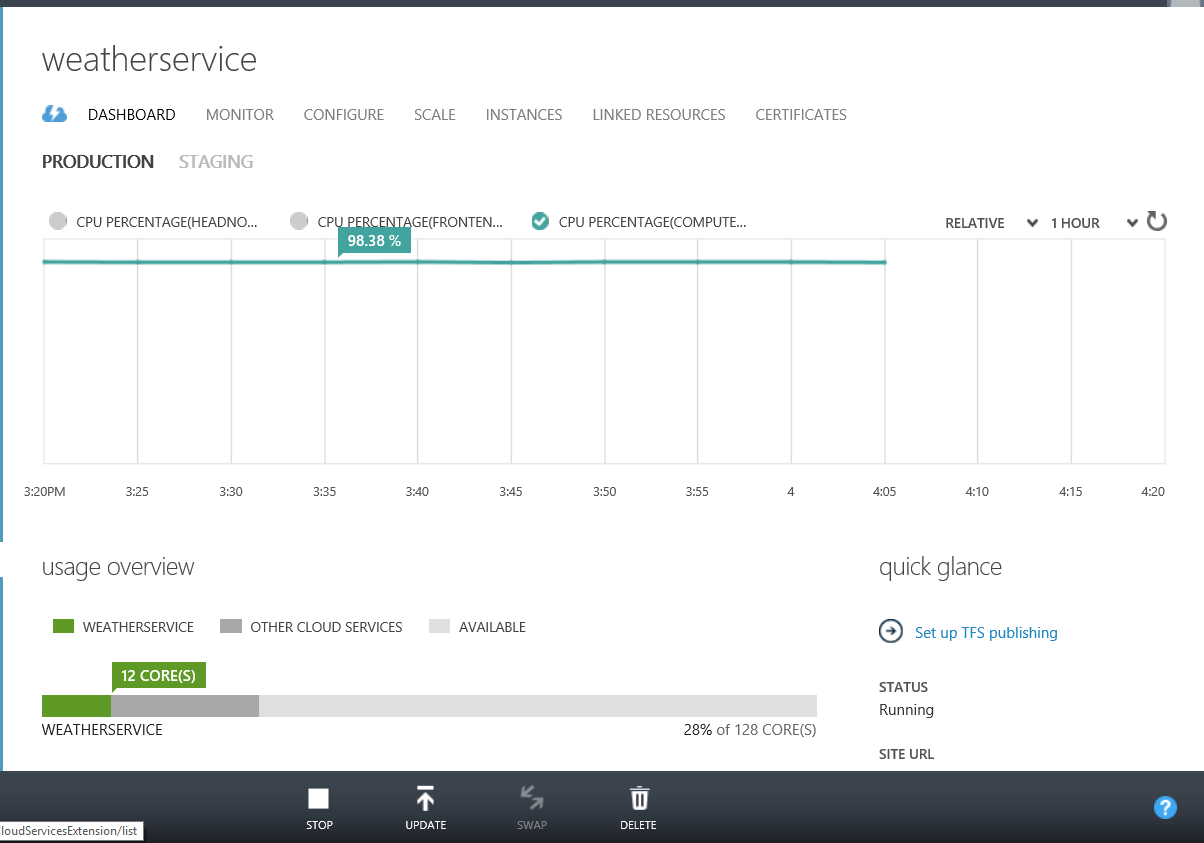 weatherservice
DASHBOARD MONITOR CONFIGURE SCALE INSTANCES LINKED RESOURCES CERTIFICATES
PRODUCTION STAGING
CPU PERCENTAGE(HEADNO... CPU PERCENTAGE(FRONTEN... CPU PERCENTAGE(COMPUTE... RELATIVE 1 HOUR
98.38 %
3:20PM 3:25 3:30 3:35 3:40 3:45 3:50 3:55 4 4:05 4:10 4:15 4:20
usage overview
WEATHERSERVICE OTHER CLOUD SERVICES AVAILABLE
12 CORE(S)
WEATHERSERVICE 28% of 128 CORE(S)
quick glance
Set up TFS publishing
STATUS
Running
SITE URL
STOP UPDATE SWAP DELETE ?
loudServicesExtension/list